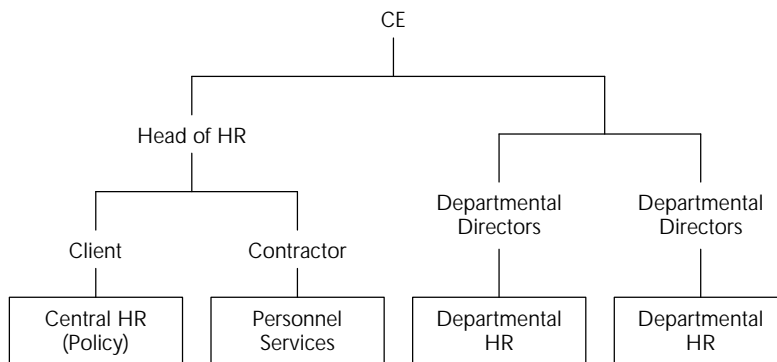 CE
Head of HR
Departmental
Directors
Departmental
Directors
Client
Contractor
Central HR
(Policy)
Personnel
Services
Departmental
HR
Departmental
HR